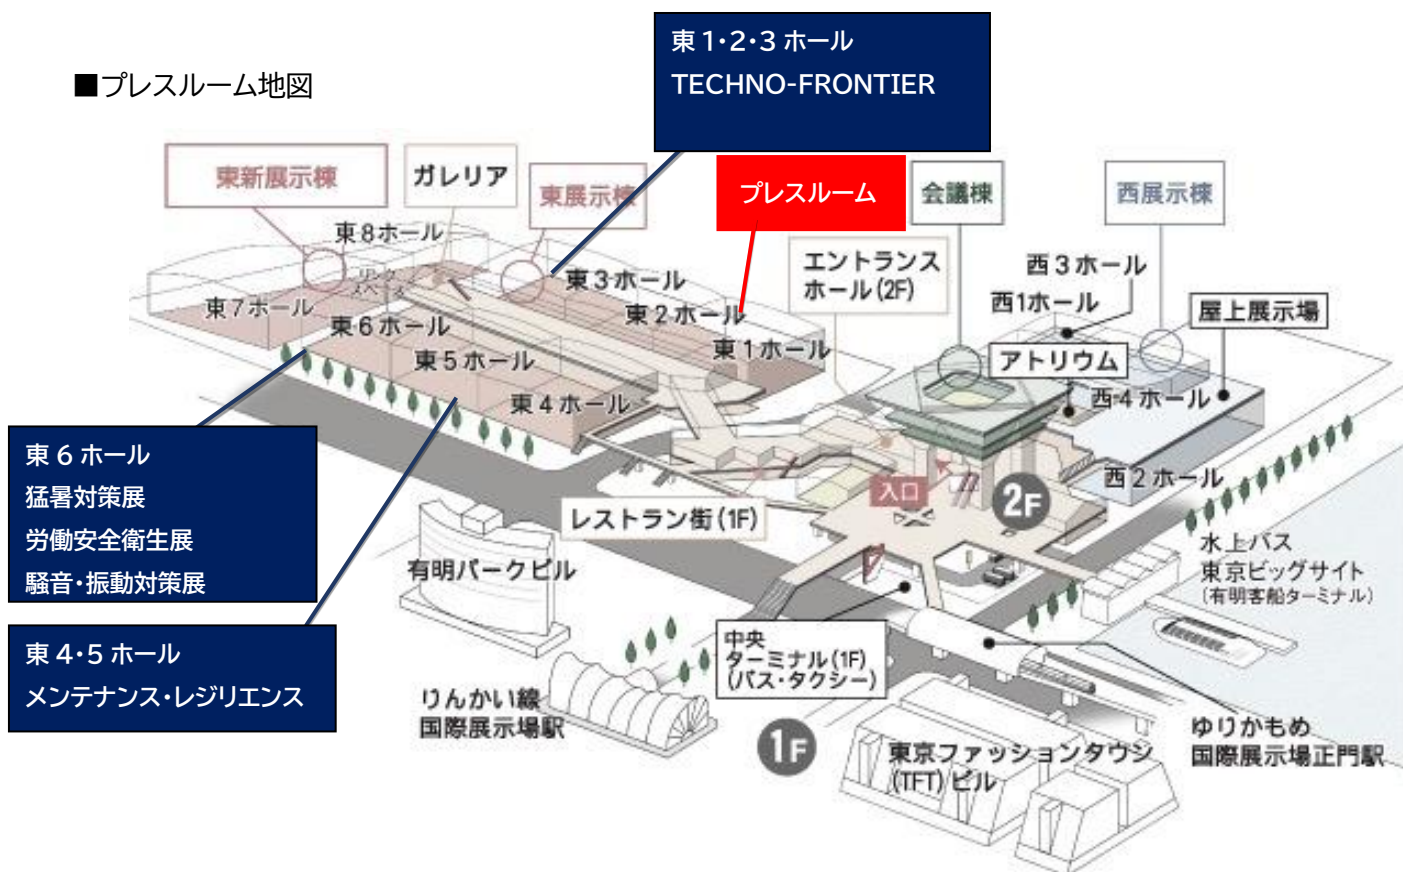 ■プレスルーム地図
東1・2・3 ホール
TECHNO-FRONTIER
東新展示棟
ガレリア
東展示棟
プレスルーム
会議棟
西展示棟
東8ホール
リンク
スペース
東7ホール
東6ホール
東5ホール
東4ホール
東3ホール
東2ホール
東1ホール
エントランス
ホール(2F)
西3ホール
西1ホール
屋上展示場
アトリウム
西4ホール
西2ホール
入口
2F
レストラン街(1F)
東 6 ホール
猛暑対策展
労働安全衛生展
騒音・振動対策展
東 4・5 ホール
メンテナンス・レジリエンス
有明パークビル
水上バス
東京ビッグサイト
(有明客船ターミナル)
中央
ターミナル(1F)
(バス・タクシー)
りんかい線
国際展示場駅
1F
東京ファッションタウン
(TFT)ビル
ゆりかもめ
国際展示場正門駅